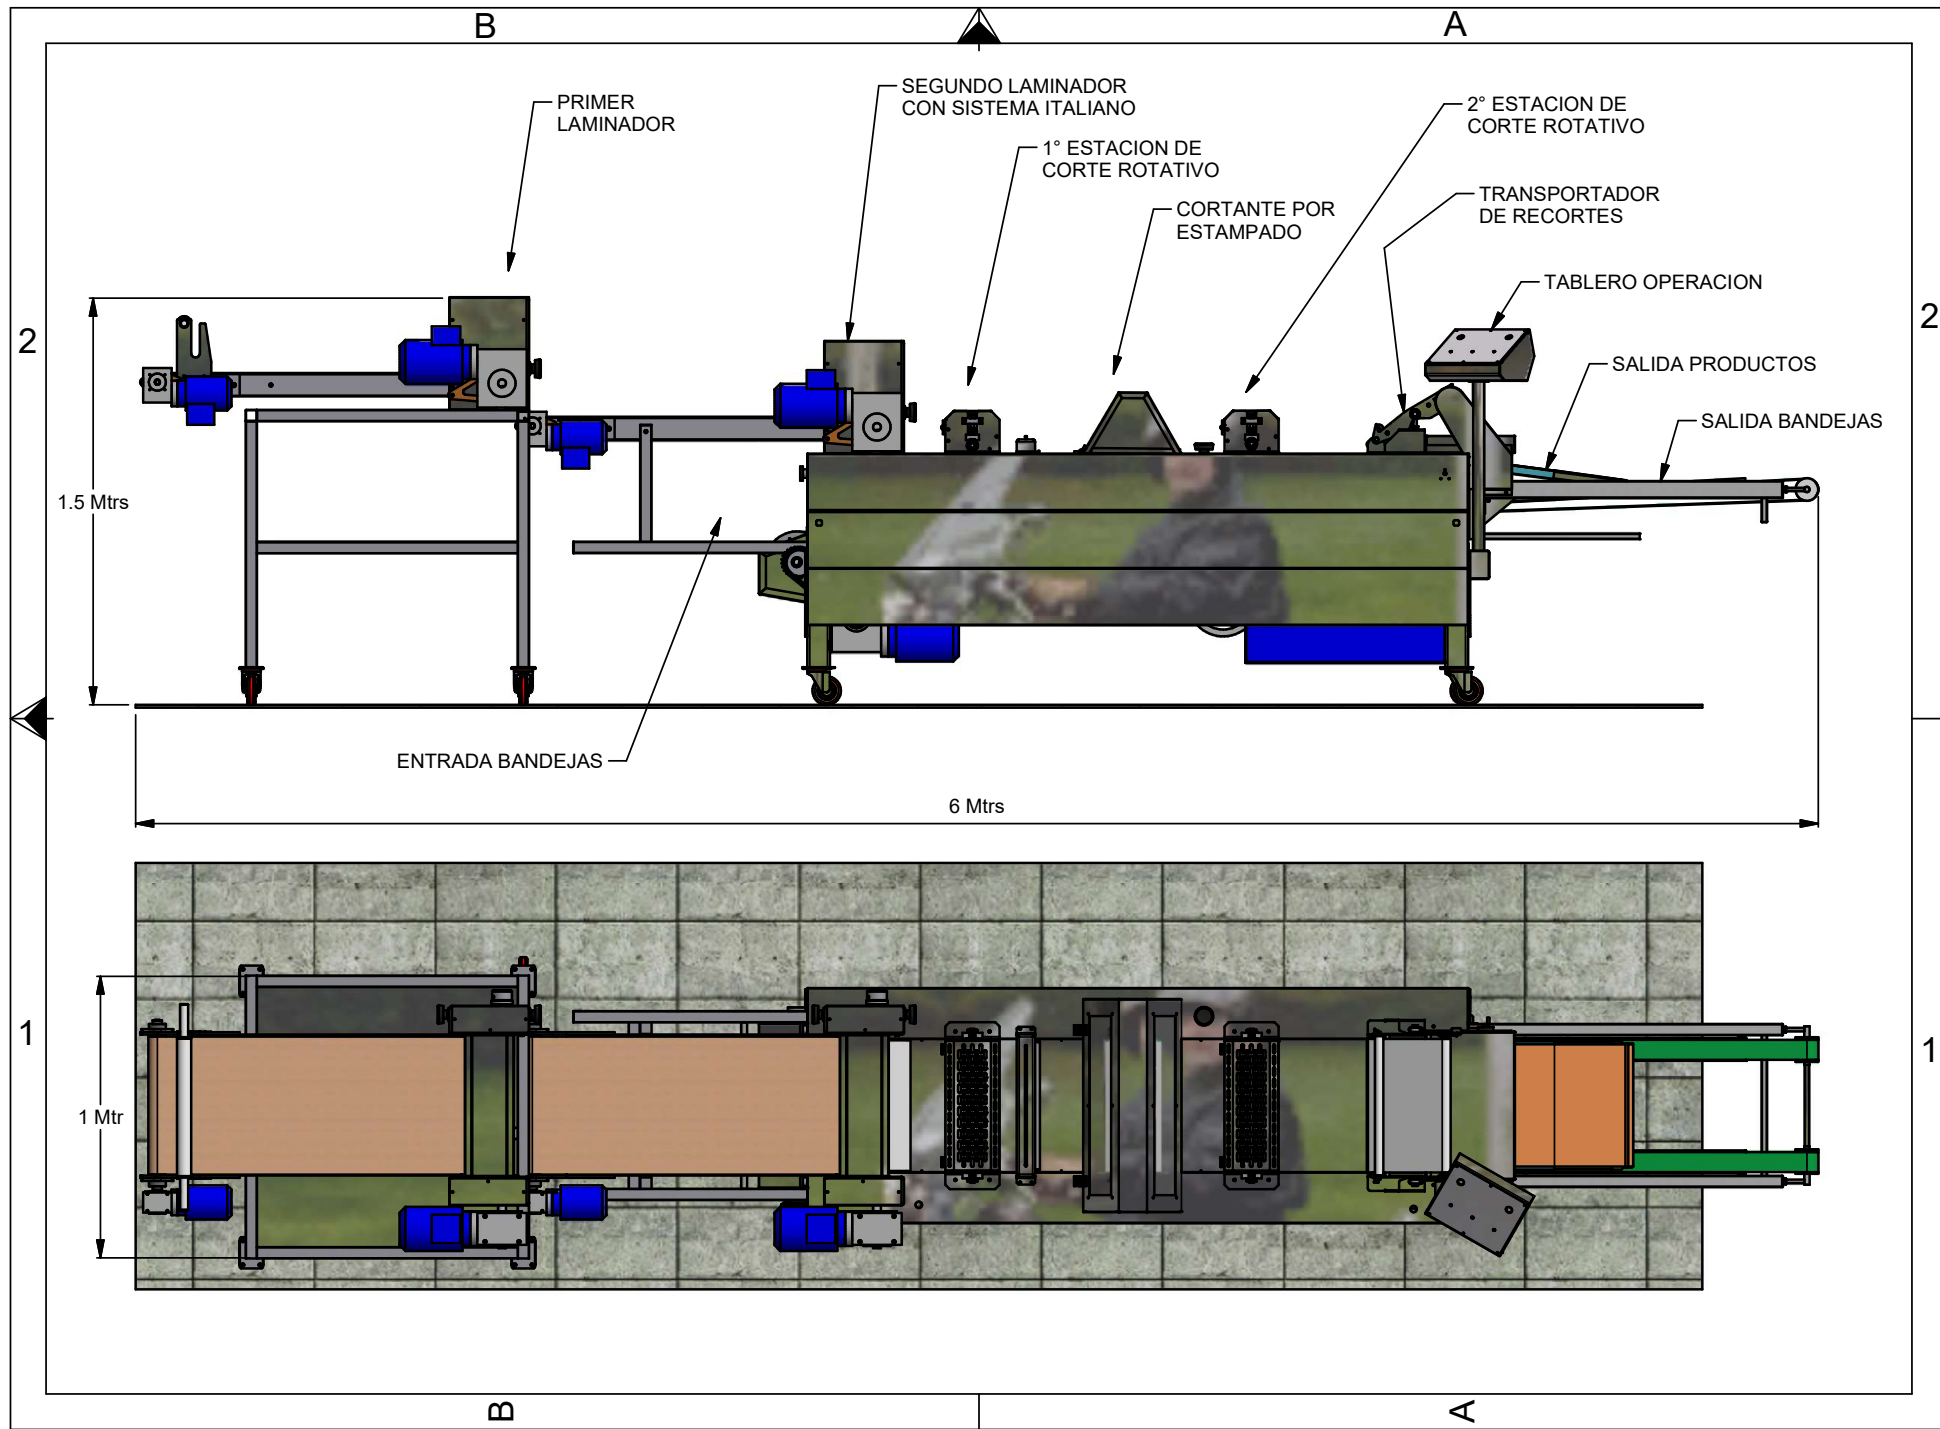 B
A
PRIMER
LAMINADOR
SEGUNDO LAMINADOR
CON SISTEMA ITALIANO
1° ESTACION DE
CORTE ROTATIVO
CORTANTE POR
ESTAMPADO
2° ESTACION DE
CORTE ROTATIVO
TRANSPORTADOR
DE RECORTES
TABLERO OPERACION
SALIDA PRODUCTOS
SALIDA BANDEJAS
2
2
1.5 Mtrs
ENTRADA BANDEJAS
6 Mtrs
1
1
1 Mtr
B
A